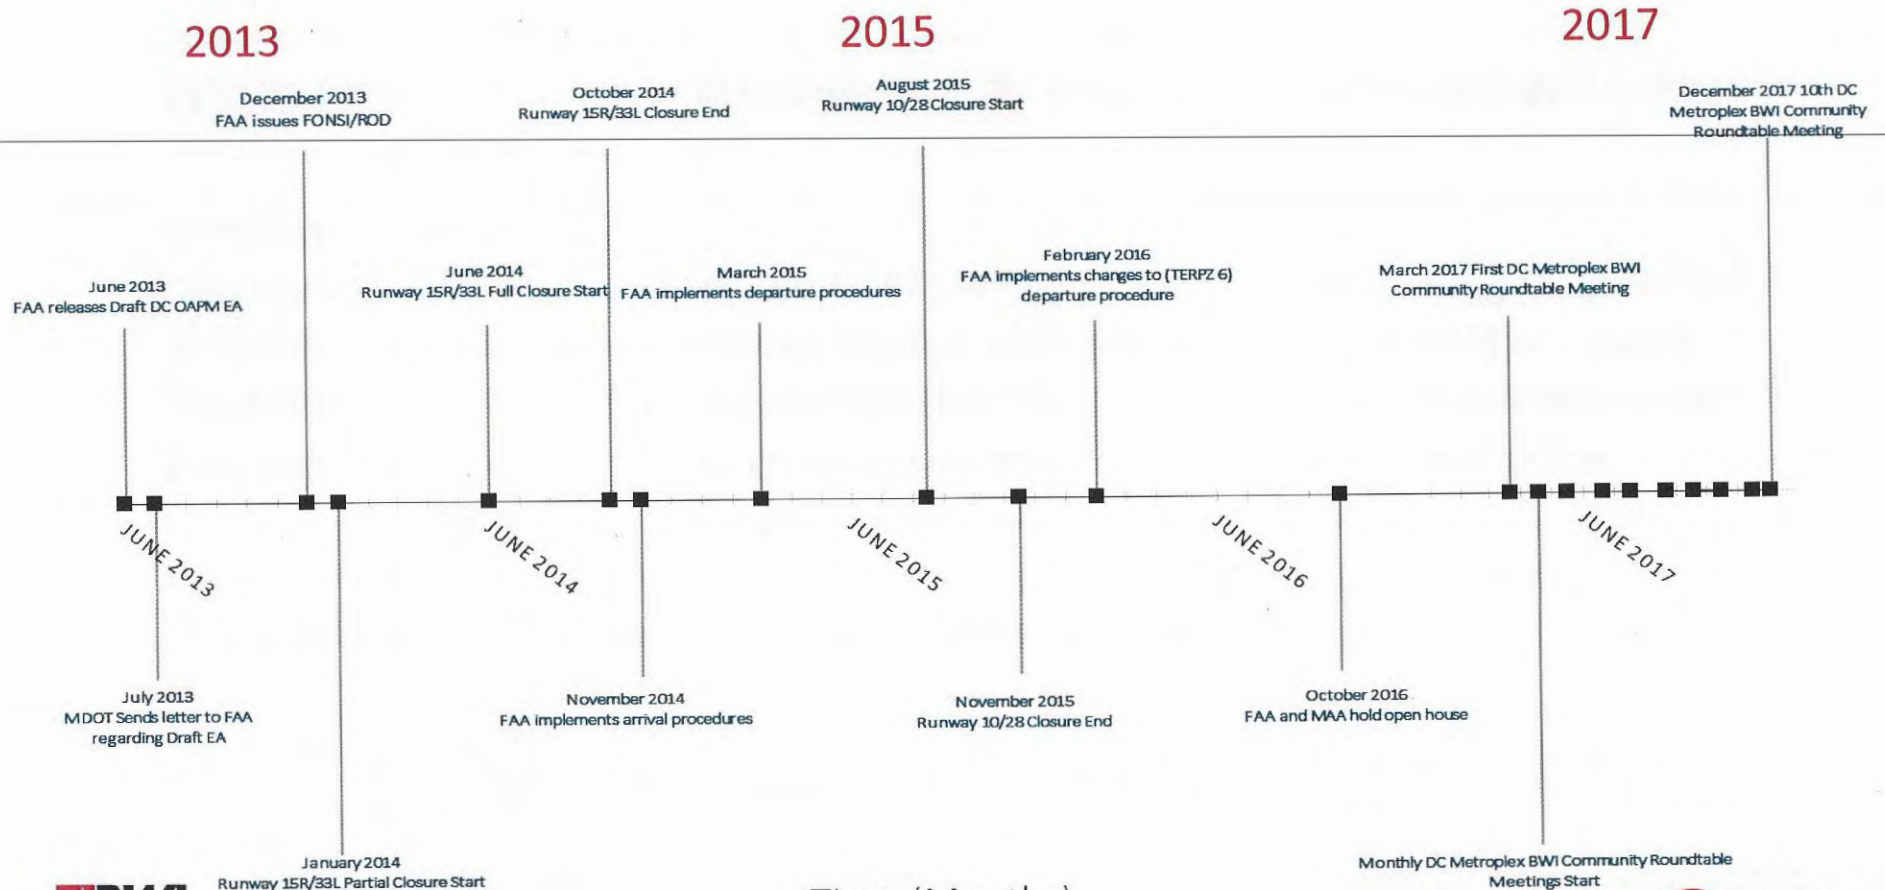 2013
2015
2017
December 2013
FAA issues FONSI/ROD
October 2014
Runway 15R/33L Closure End
August 2015
Runway 10/28 Closure Start
December 2017 10th DC
Metroplex BWI Community
Roundtable Meeting
June 2013
FAA releases Draft DC OAPM EA
June 2014
Runway 15R/33L Full Closure Start
March 2015
FAA implements departure procedures
February 2016
FAA implements changes to (TERPZ 6)
departure procedure
March 2017 First DC Metroplex BWI
Community Roundtable Meeting
JUNE 2013
JUNE 2014
JUNE 2015
JUNE 2016
JUNE 2017
July 2013
MDOT Sends letter to FAA
regarding Draft EA
November 2014
FAA implements arrival procedures
November 2015
Runway 10/28 Closure End
October 2016
FAA and MAA hold open house
January 2014
Runway 15R/33L Partial Closure Start
Monthly DC Metroplex BWI Community Roundtable
Meetings Start
BWI
Time (Months)